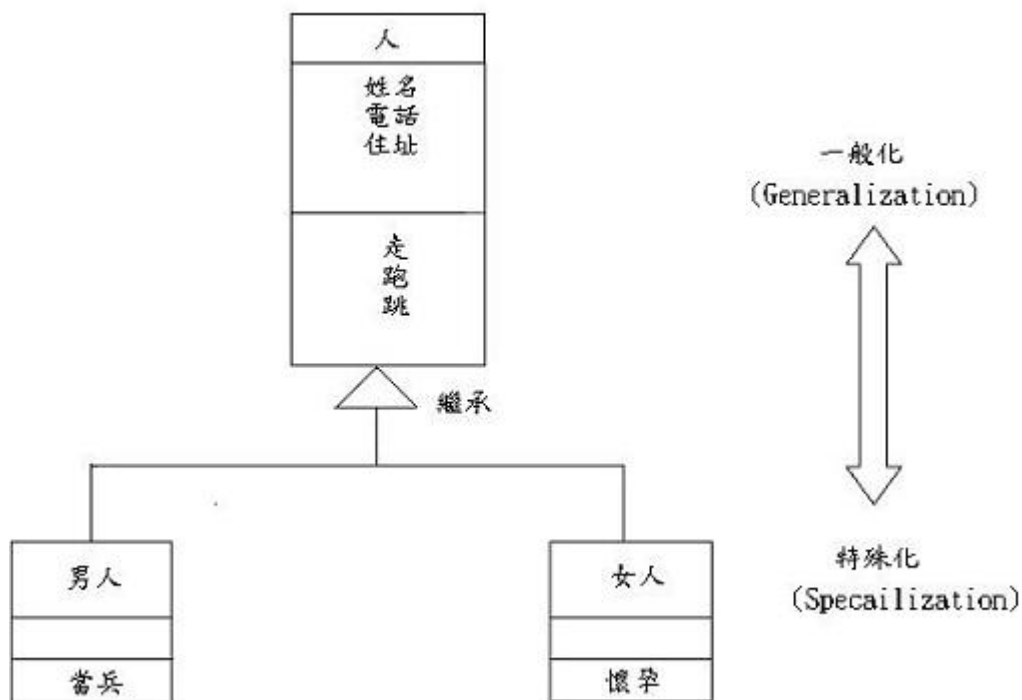 人
姓名
電話
住址
走
跑
跳
繼承
男人
當兵
女人
懷孕
一般化
(Generalization)
特殊化
(Specailization)